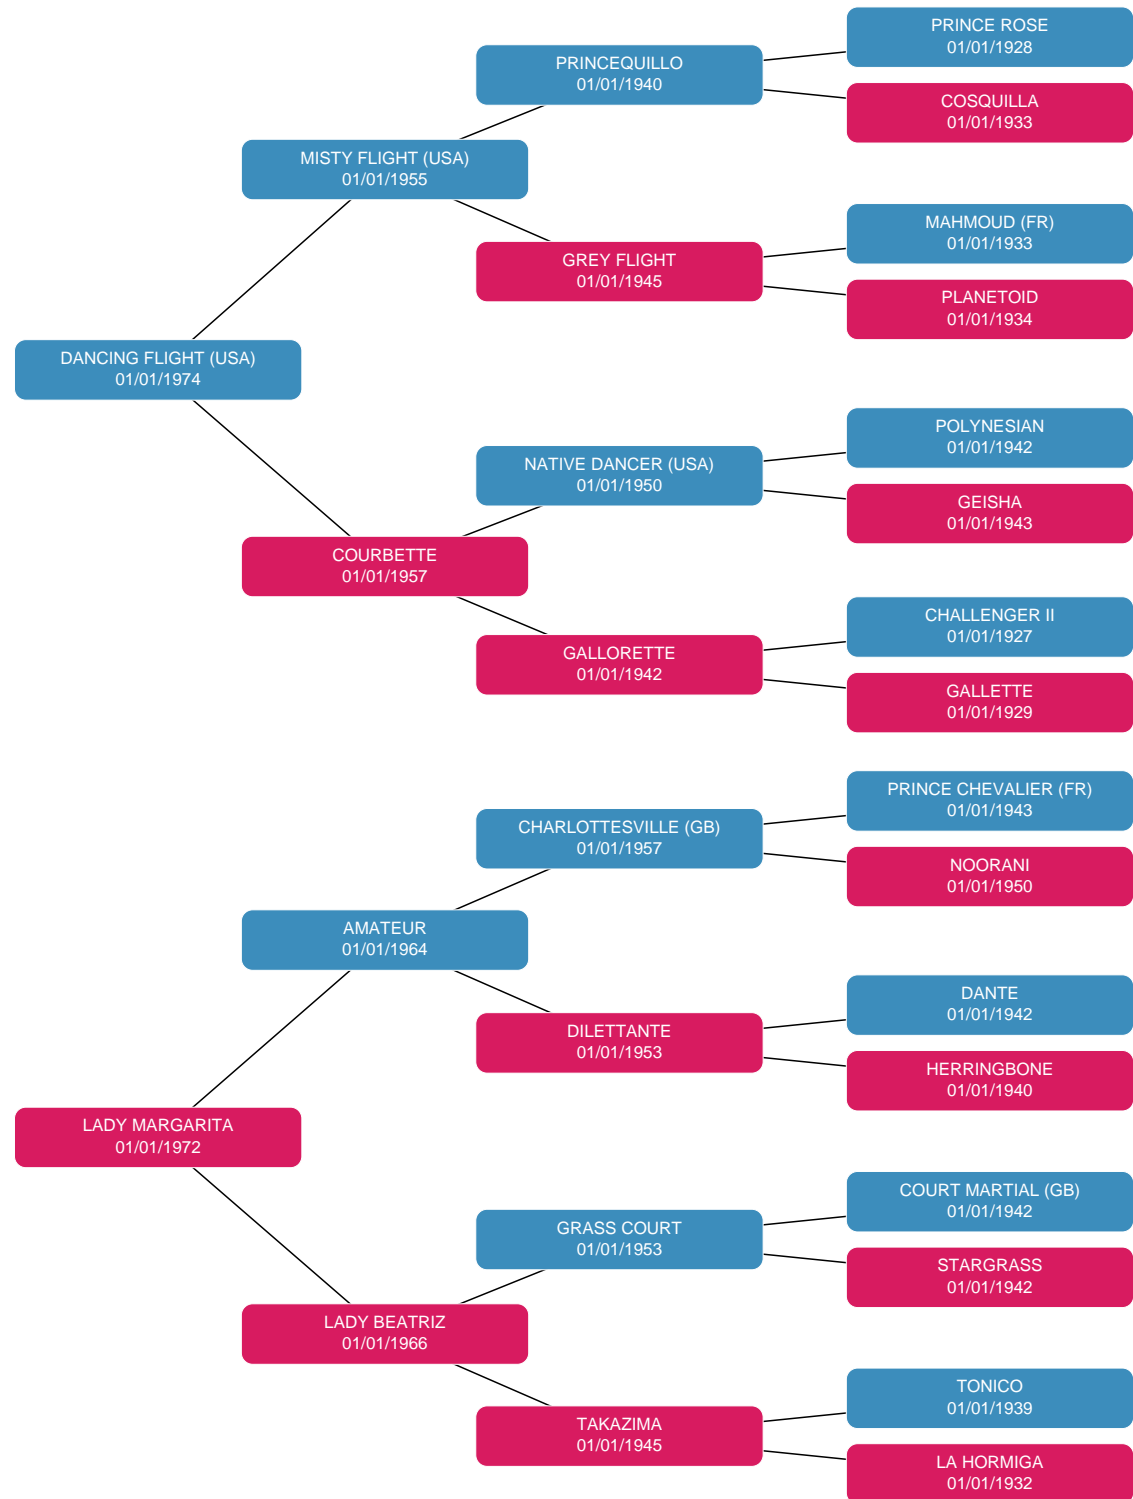 PRINCE ROSE
01/01/1928
PRINCEQUILLO
01/01/1940
COSQUILLA
01/01/1933
MISTY FLIGHT (USA)
01/01/1955
MAHMOUD (FR)
01/01/1933
GREY FLIGHT
01/01/1945
PLANETOID
01/01/1934
DANCING FLIGHT (USA)
01/01/1974
POLYNESIAN
01/01/1942
NATIVE DANCER (USA)
01/01/1950
GEISHA
01/01/1943
COURBETTE
01/01/1957
CHALLENGER II
01/01/1927
GALLORETTE
01/01/1942
GALLETTE
01/01/1929
PRINCE CHEVALIER (FR)
01/01/1943
CHARLOTTESVILLE (GB)
01/01/1957
NOORANI
01/01/1950
AMATEUR
01/01/1964
DANTE
01/01/1942
DILETTANTE
01/01/1953
HERRINGBONE
01/01/1940
LADY MARGARITA
01/01/1972
COURT MARTIAL (GB)
01/01/1942
GRASS COURT
01/01/1953
STARGRASS
01/01/1942
LADY BEATRIZ
01/01/1966
TONICO
01/01/1939
TAKAZIMA
01/01/1945
LA HORMIGA
01/01/1932